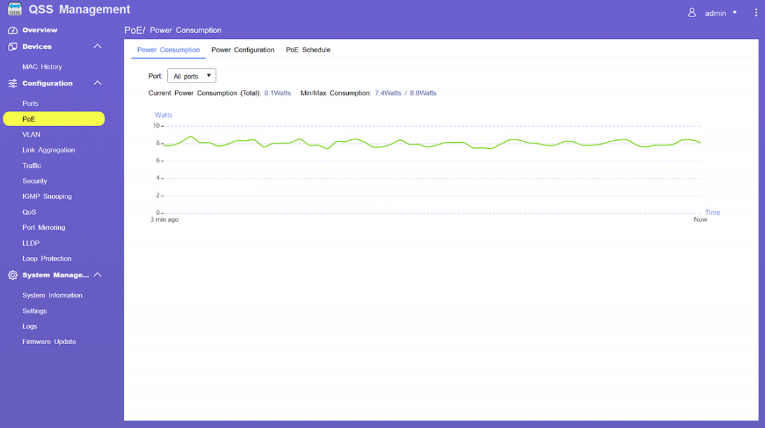 QSS Management
admin
Overview
Devices
MAC History
Configuration
Ports
PoE
VLAN
Link Aggregation
Traffic
Security
IGMP Snooping
QoS
Port Mirroring
LLDP
Loop Protection
System Manage...
System Information
Settings
Logs
Firmware Update
PoE/ Power Consumption
Power Consumption Power Configuration PoE Schedule
Port: All ports
Current Power Consumption (Total): 8.1Watts Min/Max Consumption: 7.4Watts / 8.8Watts
Watts
10
8
6
4
2
0
Time
3 min ago Now